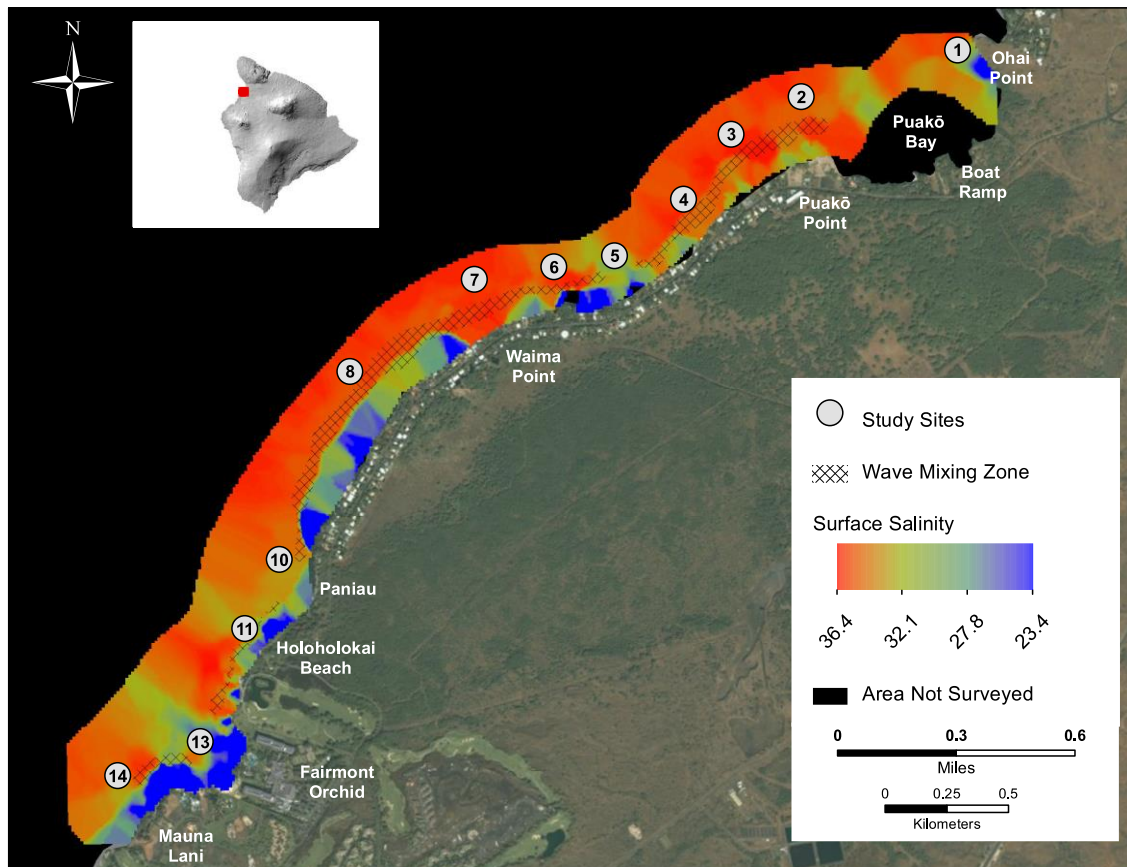 N
1
Ohai
Point
2
Puakō
Bay
3
Boat
Ramp
4
Puakō
Point
5
6
7
Waima
Point
8
10
Paniau
11
Holoholokai
Beach
13
14
Fairmont
Orchid
Mauna
Lani
Study Sites
Wave Mixing Zone
Surface Salinity
36.4 32.1 27.8 23.4
Area Not Surveyed
0 0.3 0.6
Miles
0 0.25 0.5
Kilometers